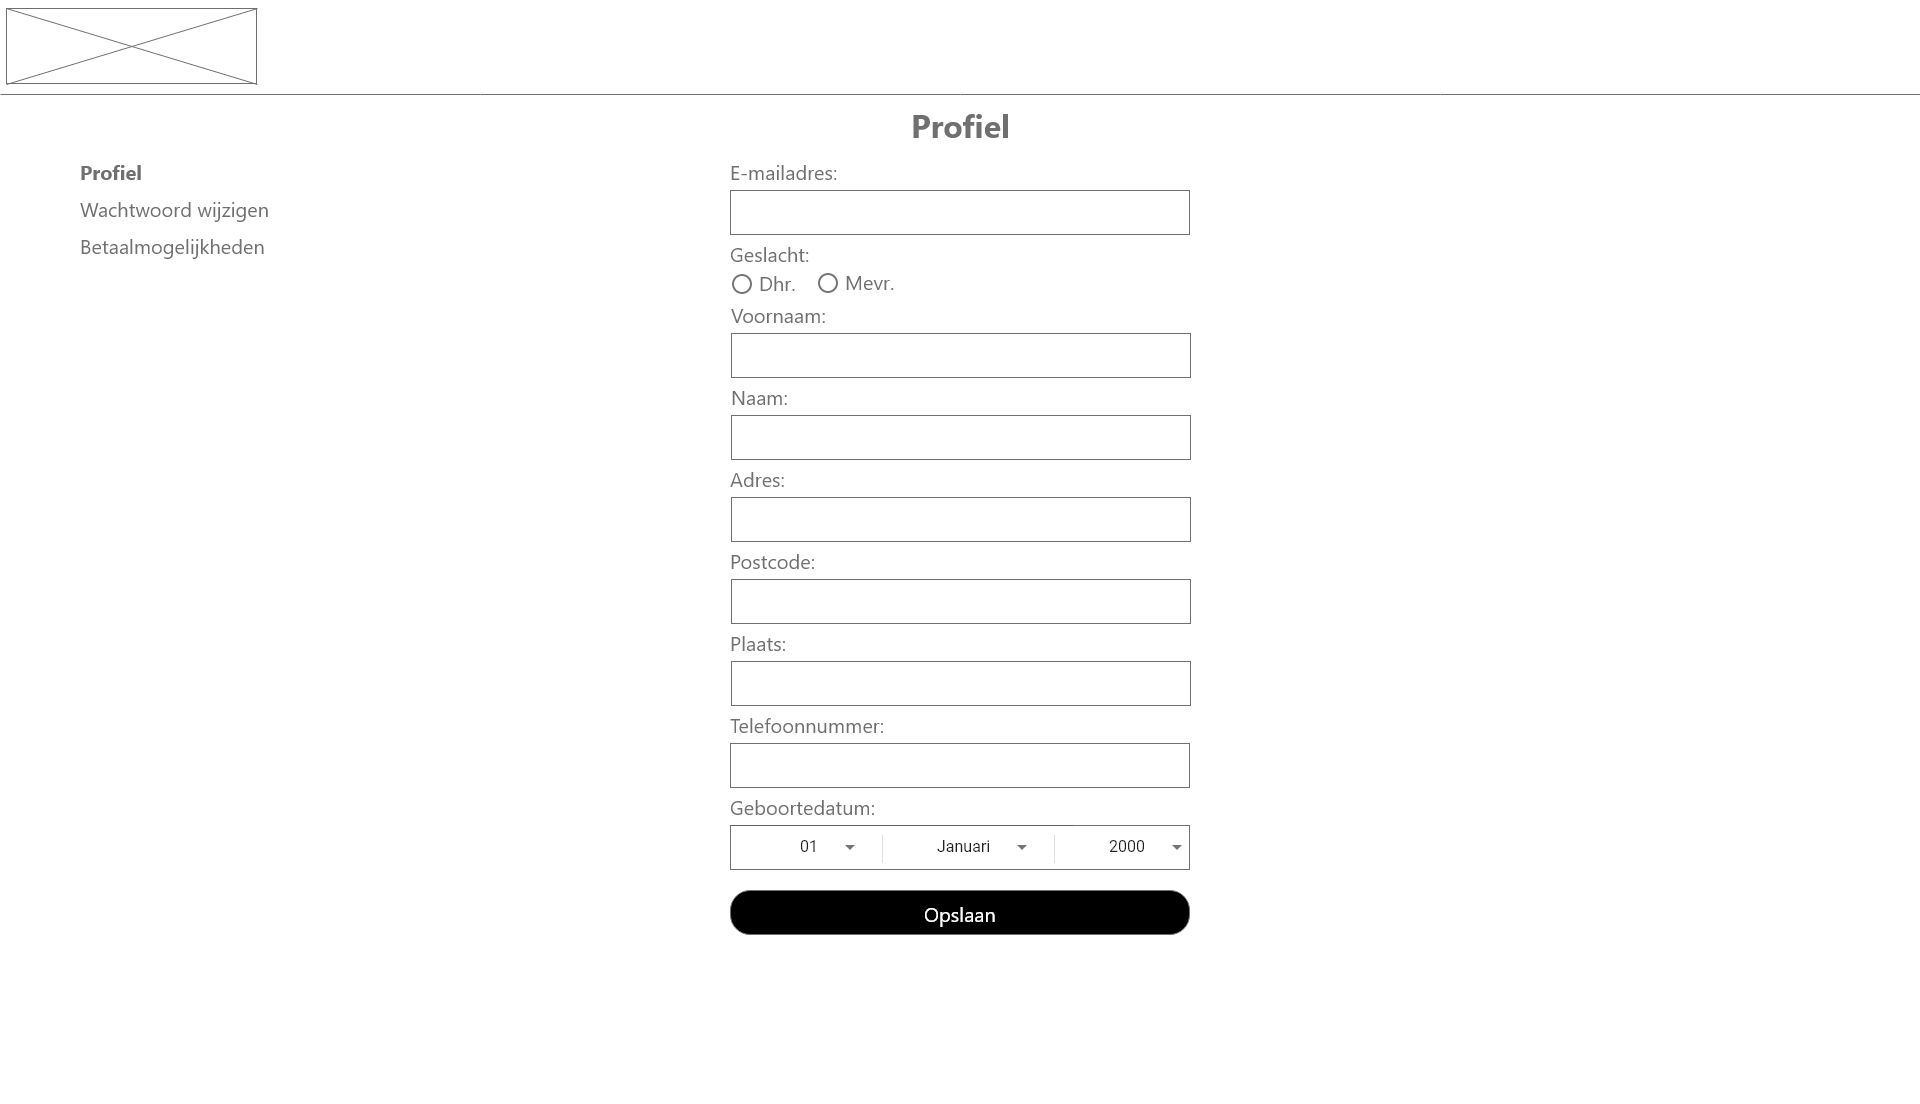 Profiel
Profiel
Wachtwoord wijzigen
Betaalmogelijkheden
E-mailadres:
Geslacht:
Dhr. Mevr.
Voornaam:
Naam:
Adres:
Postcode:
Plaats:
Telefoonnummer:
Geboortedatum:
01 Januari 2000
Opslaan